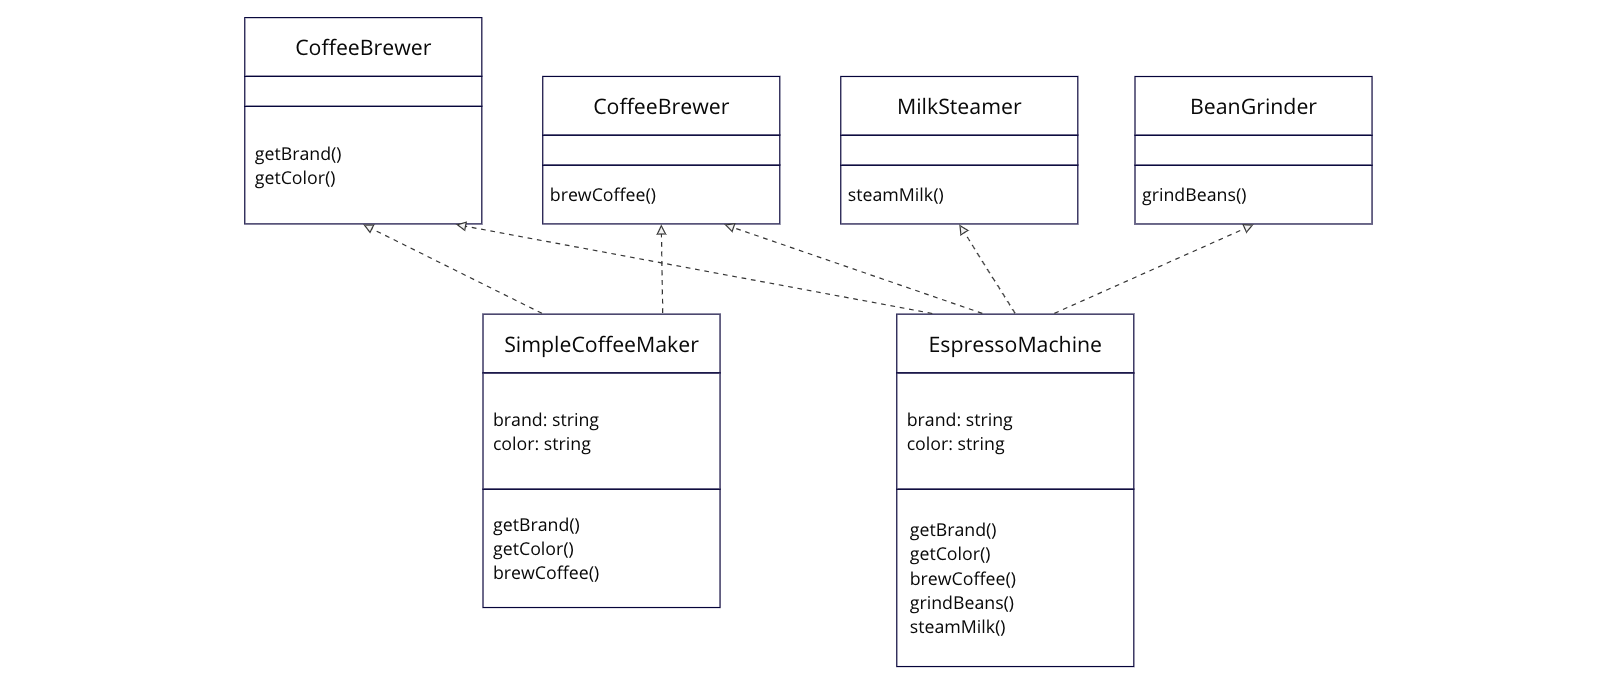 CoffeeBrewer
getBrand()
getColor()
CoffeeBrewer
brewCoffee()
MilkSteamer
steamMilk()
BeanGrinder
grindBeans()
SimpleCoffeeMaker
brand: string
color: string
getBrand()
getColor()
brewCoffee()
EspressoMachine
brand: string
color: string
getBrand()
getColor()
brewCoffee()
grindBeans()
steamMilk()